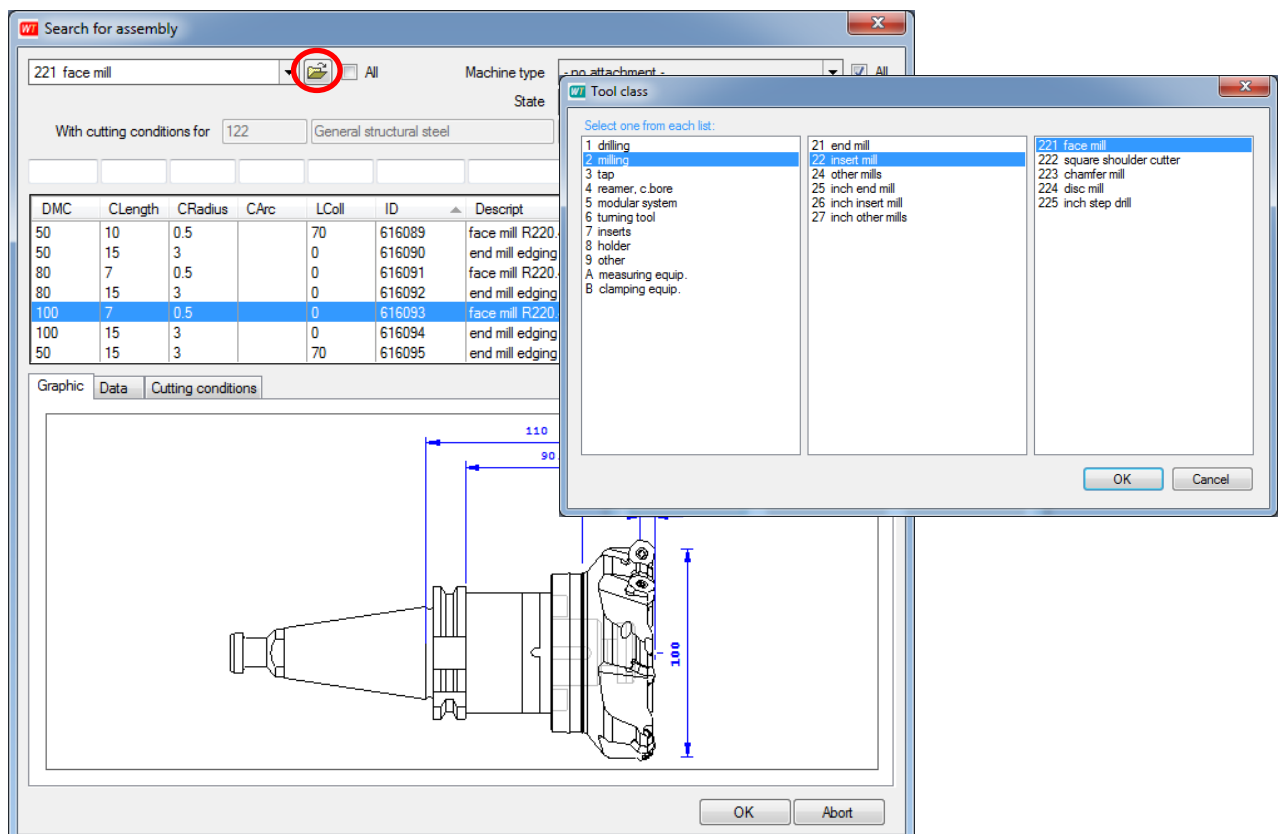 WT Search for assembly
221 face mill
All
Machine type
- no attachment -
All
State
With cutting conditions for
122
General structural steel
DMC CLength CRadius CArc LColl ID Descript
50 10 0.5 70 616089 face mill R220.
50 15 3 0 616090 end mill edging
80 7 0.5 0 616091 face mill R220.
80 15 3 0 616092 end mill edging
100 7 0.5 0 616093 face mill R220.
100 15 3 0 616094 end mill edging
50 15 3 70 616095 end mill edging
Graphic Data Cutting conditions
110
90
100
OK Abort
WT Tool class
Select one from each list:
1 drilling
2 milling
3 tap
4 reamer, c.bore
5 modular system
6 turning tool
7 inserts
8 holder
9 other
A measuring equip.
B clamping equip.
21 end mill
22 insert mill
24 other mills
25 inch end mill
26 inch insert mill
27 inch other mills
221 face mill
222 square shoulder cutter
223 chamfer mill
224 disc mill
225 inch step drill
OK Cancel